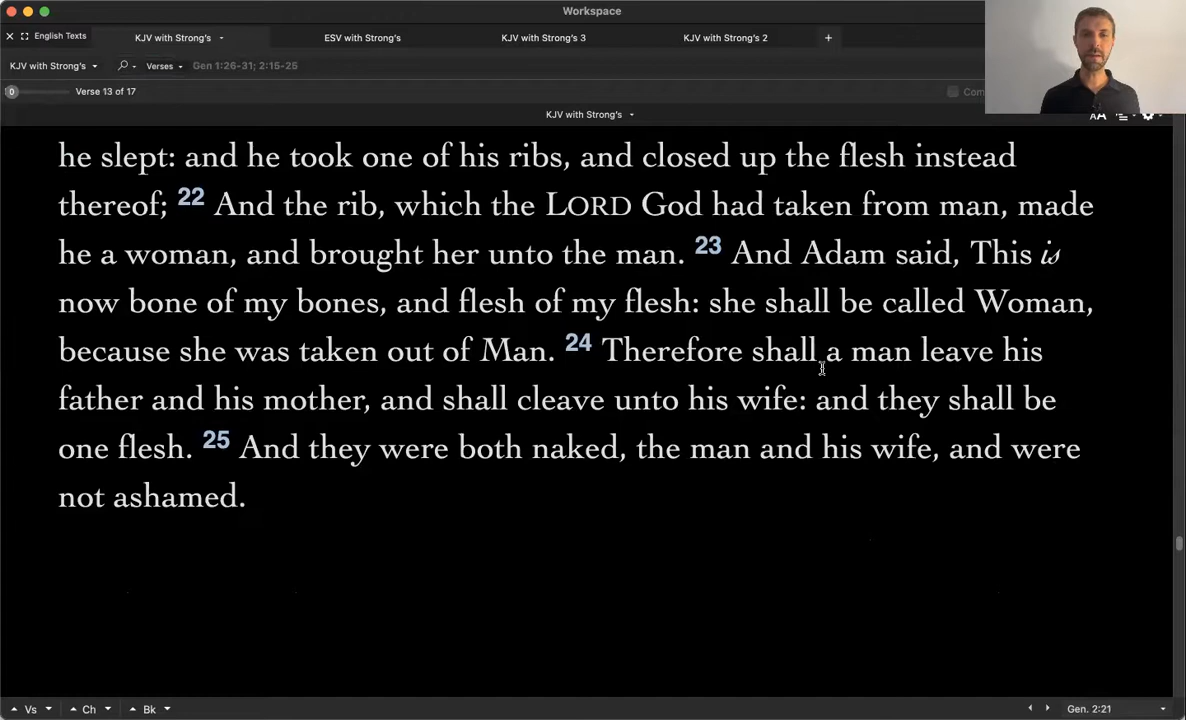 Workspace
English Texts
KJV with Strong's
ESV with Strong's
KJV with Strong's 3
KJV with Strong's 2
+
KJV with Strong's
Verses
Gen 1:26-31; 2:15-25
0
Verse 13 of 17
Com
KJV with Strong's
AA
he slept: and he took one of his ribs, and closed up the flesh instead
thereof; 22 And the rib, which the LORD God had taken from man, made
he a woman, and brought her unto the man. 23 And Adam said, This is
now bone of my bones, and flesh of my flesh: she shall be called Woman,
because she was taken out of Man. 24 Therefore shall a man leave his
father and his mother, and shall cleave unto his wife: and they shall be
one flesh. 25 And they were both naked, the man and his wife, and were
not ashamed.
Vs
Ch
Bk
Gen. 2:21